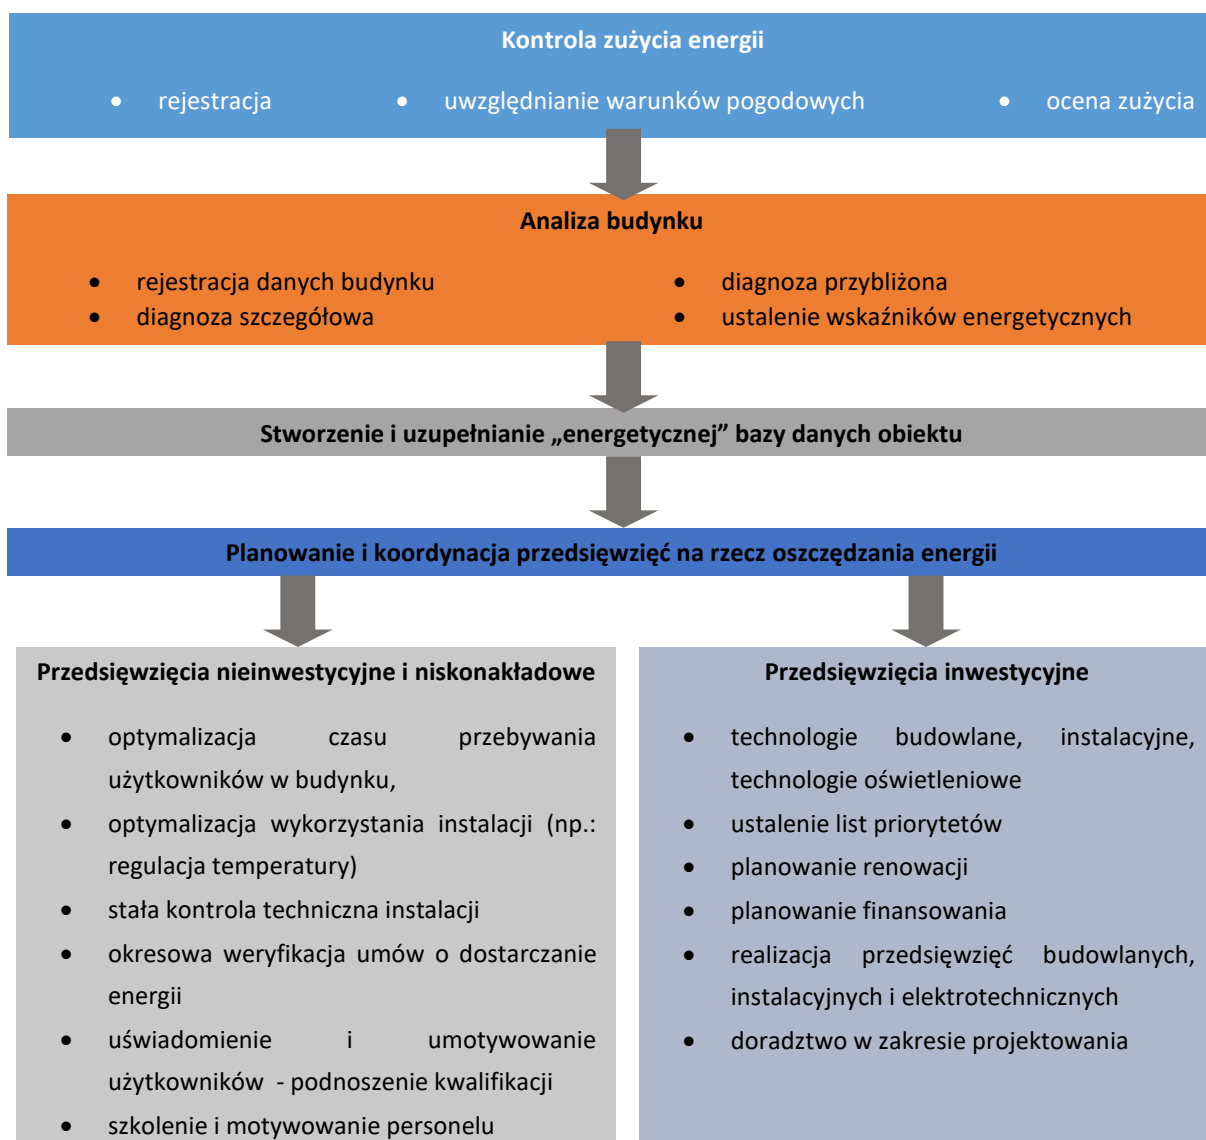 Kontrola zużycia energii
• rejestracja • uwzględnianie warunków pogodowych • ocena zużycia
Analiza budynku
• rejestracja danych budynku
• diagnoza szczegółowa
• diagnoza przybliżona
• ustalenie wskaźników energetycznych
Stworzenie i uzupełnianie „energetycznej” bazy danych obiektu
Planowanie i koordynacja przedsięwzięć na rzecz oszczędzania energii
Przedsięwzięcia nieinwestycyjne i niskonakładowe
• optymalizacja czasu przebywania
użytkowników w budynku,
• optymalizacja wykorzystania instalacji (np.:
regulacja temperatury)
• stała kontrola techniczna instalacji
• okresowa weryfikacja umów o dostarczanie
energii
• uświadomienie i umotywowanie
użytkowników - podnoszenie kwalifikacji
• szkolenie i motywowanie personelu
Przedsięwzięcia inwestycyjne
• technologie budowlane, instalacyjne,
technologie oświetleniowe
• ustalenie list priorytetów
• planowanie renowacji
• planowanie finansowania
• realizacja przedsięwzięć budowlanych,
instalacyjnych i elektrotechnicznych
• doradztwo w zakresie projektowania